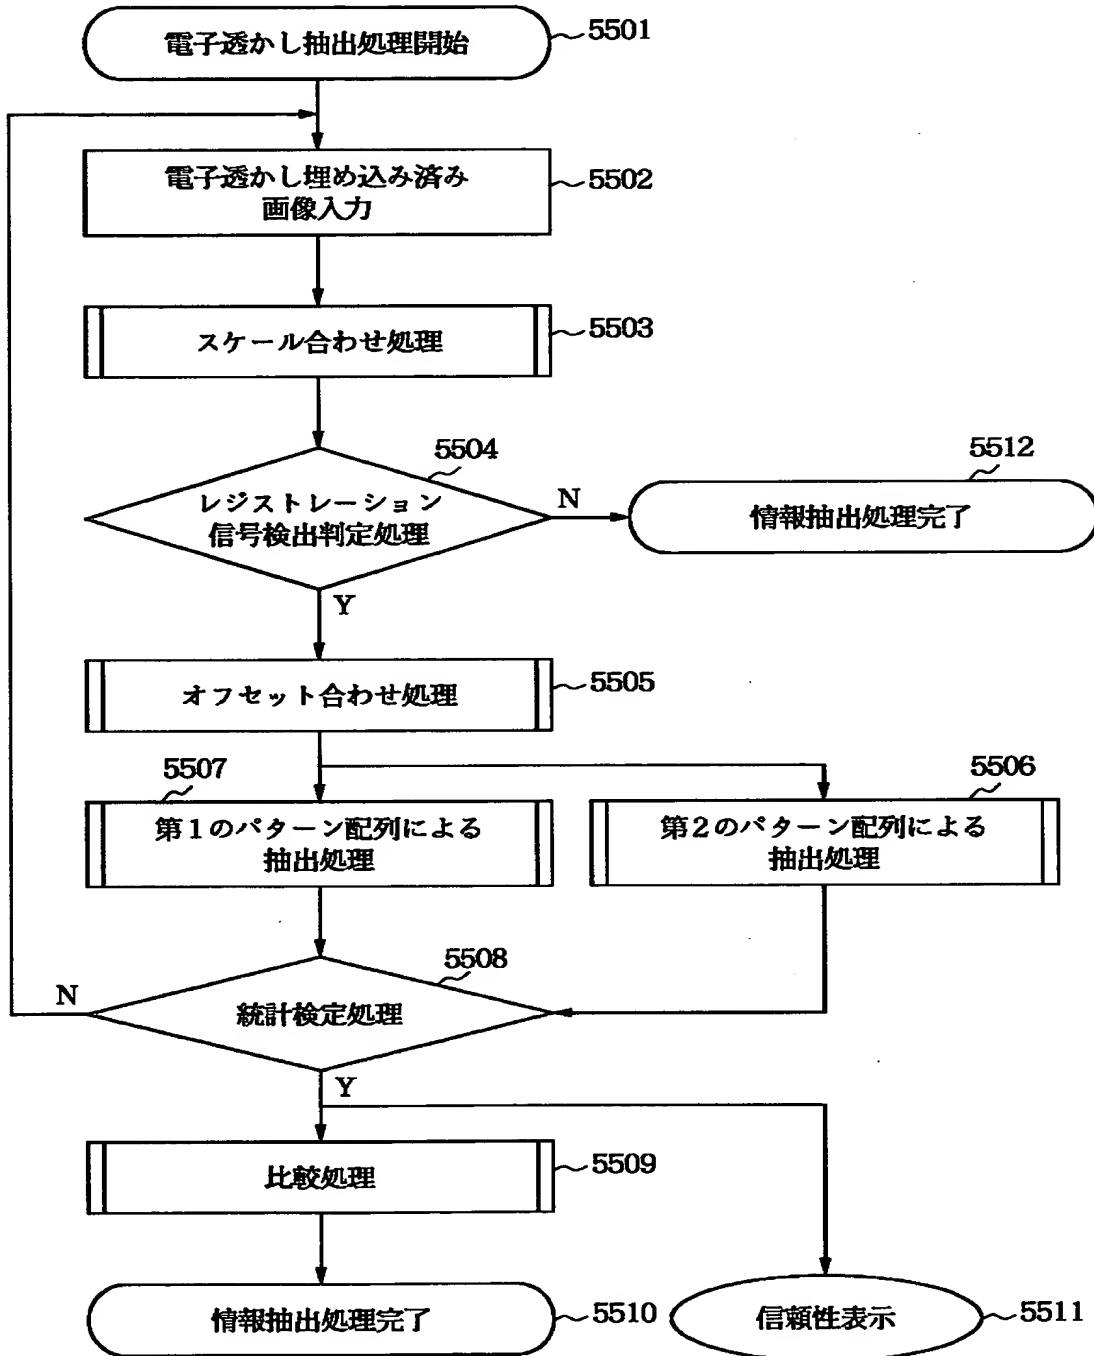 電子透かし抽出処理開始
5501
電子透かし埋め込み済み
画像入力
5502
スケール合わせ処理
5503
5504
レジストレーション
信号検出判定処理
N
5512
情報抽出処理完了
Y
オフセット合わせ処理
5505
5507
第1のパターン配列による
抽出処理
5506
第2のパターン配列による
抽出処理
5508
統計検定処理
N
Y
比較処理
5509
情報抽出処理完了
5510
信頼性表示
5511